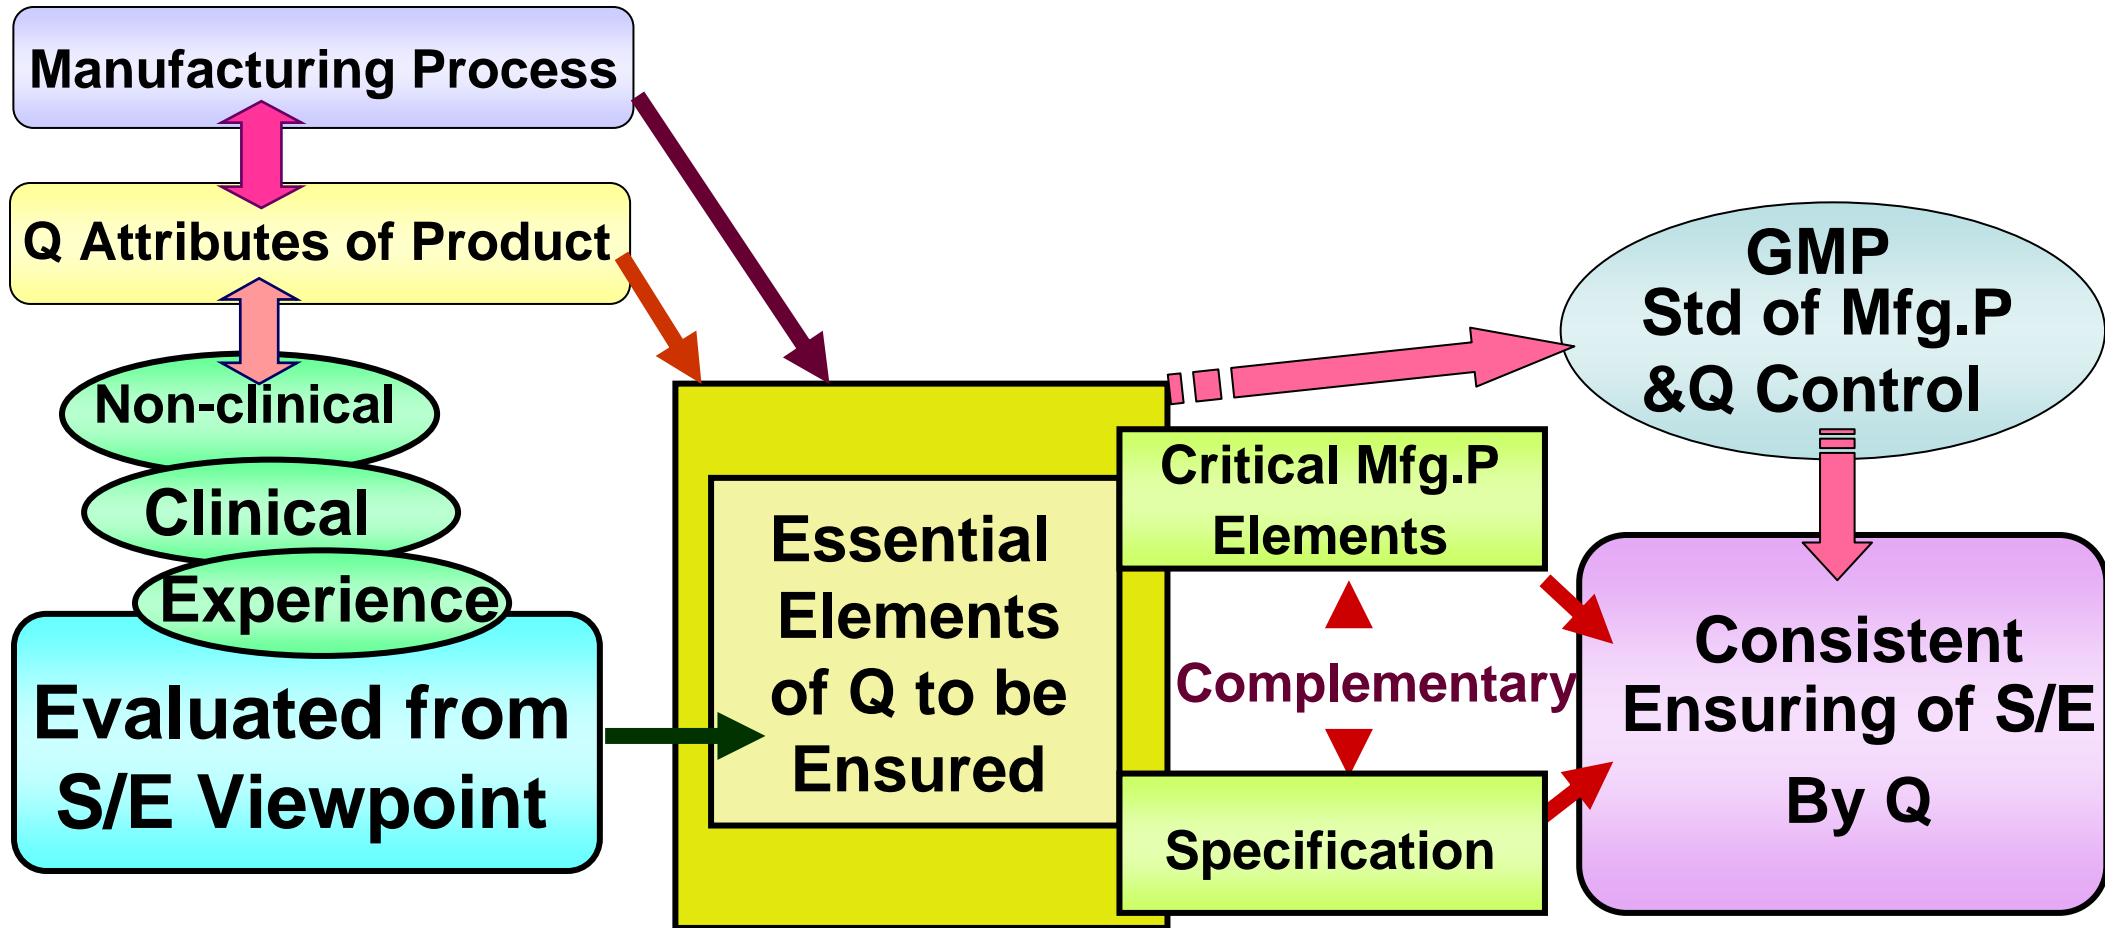 Manufacturing Process
Q Attributes of Product
Non-clinical
Clinical
Experience
Evaluated from
S/E Viewpoint
Essential
Elements
of Q to be
Ensured
Critical Mfg.P
Elements
Complementary
Specification
GMP
Std of Mfg.P
&Q Control
Consistent
Ensuring of S/E
By Q